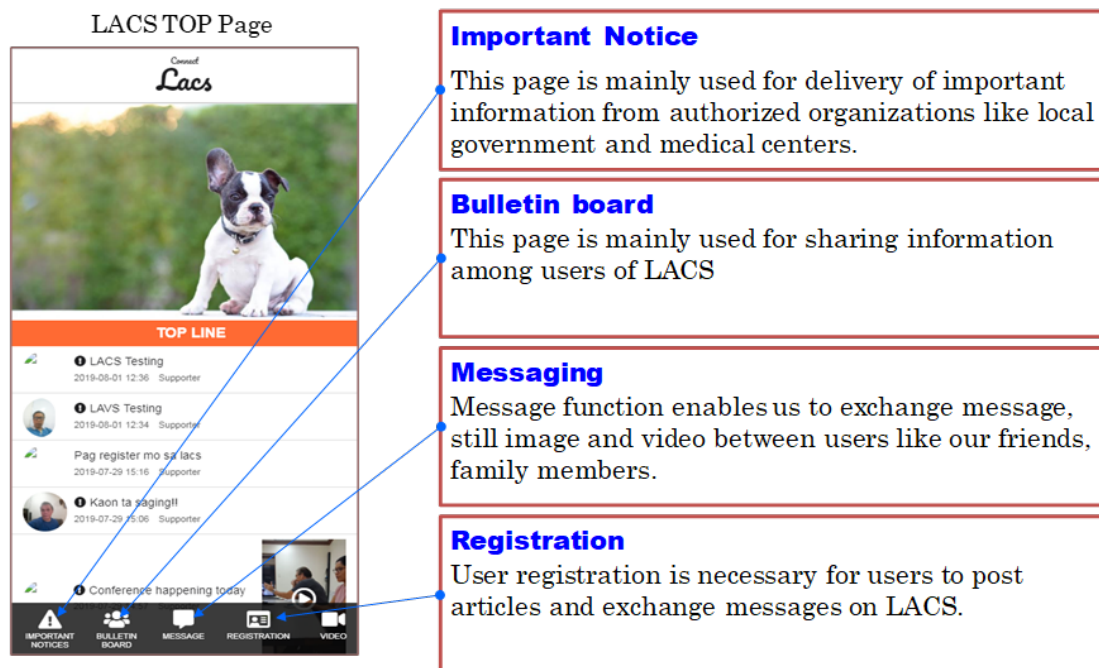 LACS TOP Page
Connect
Lacs
TOP LINE
LACS Testing
2019-08-01 12:36 Supporter
LAVS Testing
2019-08-01 12:34 Supporter
Pag register mo sa lacs
2019-07-29 15:16 Supporter
Kaon ta saging!!
2019-07-29 15:06 Supporter
Conference happening today
IMPORTANT NOTICES
BULLETIN BOARD
MESSAGE
REGISTRATION
VIDEO
Important Notice
This page is mainly used for delivery of important
information from authorized organizations like local
government and medical centers.
Bulletin board
This page is mainly used for sharing information
among users of LACS
Messaging
Message function enables us to exchange message,
still image and video between users like our friends,
family members.
Registration
User registration is necessary for users to post
articles and exchange messages on LACS.